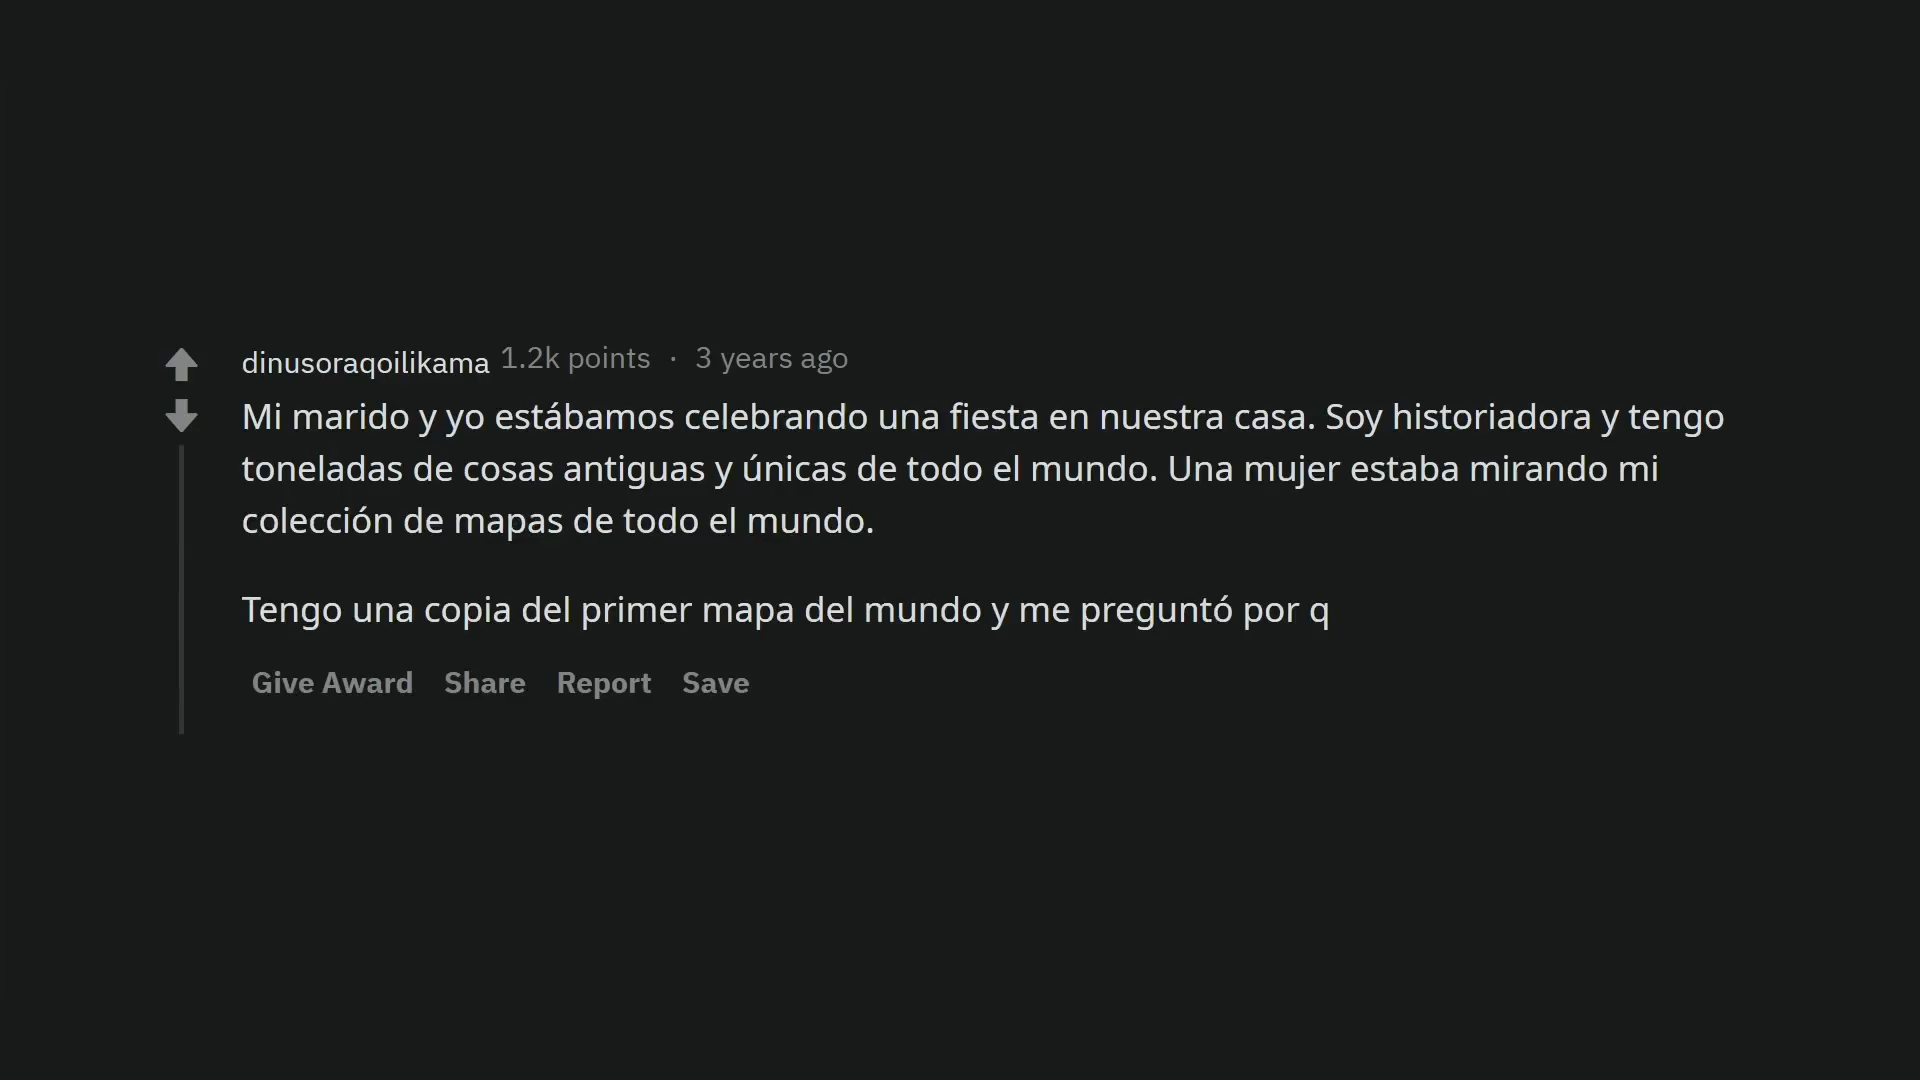 dinusoraqoilikama 1.2k points · 3 years ago
Mi marido y yo estábamos celebrando una fiesta en nuestra casa. Soy historiadora y tengo
toneladas de cosas antiguas y únicas de todo el mundo. Una mujer estaba mirando mi
colección de mapas de todo el mundo.
Tengo una copia del primer mapa del mundo y me preguntó por q
Give Award Share Report Save